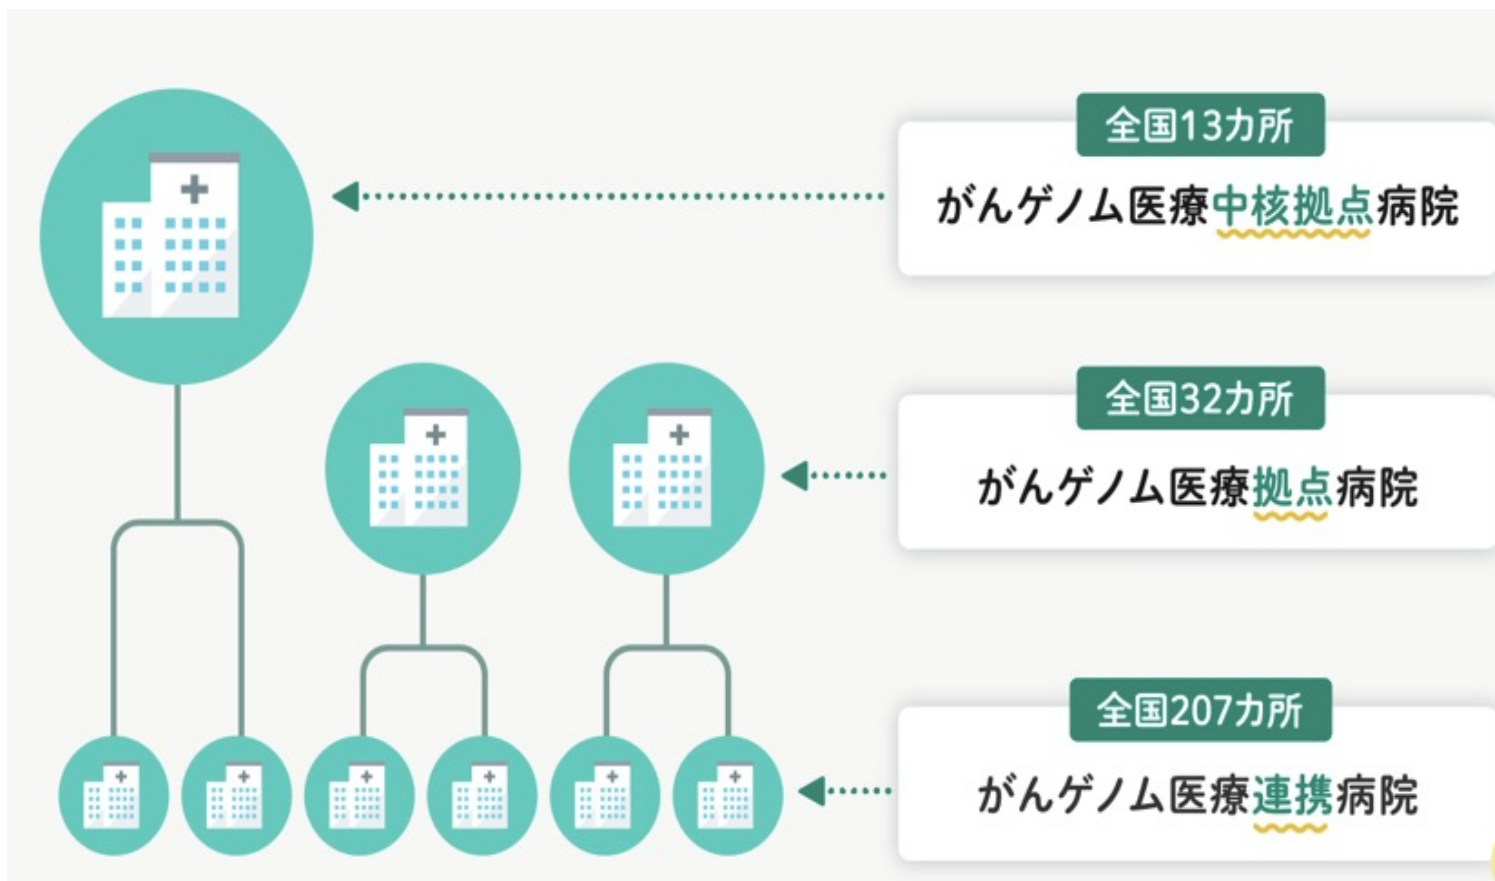 全国13カ所
がんゲノム医療中核拠点病院
全国32カ所
がんゲノム医療拠点病院
全国207カ所
がんゲノム医療連携病院